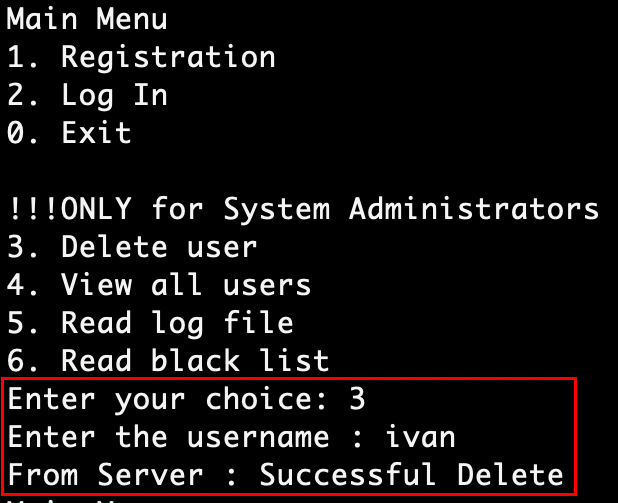 Main Menu
1. Registration
2. Log In
0. Exit
!!!ONLY for System Administrators
3. Delete user
4. View all users
5. Read log file
6. Read black list
Enter your choice: 3
Enter the username : ivan
From Server : Successful Delete